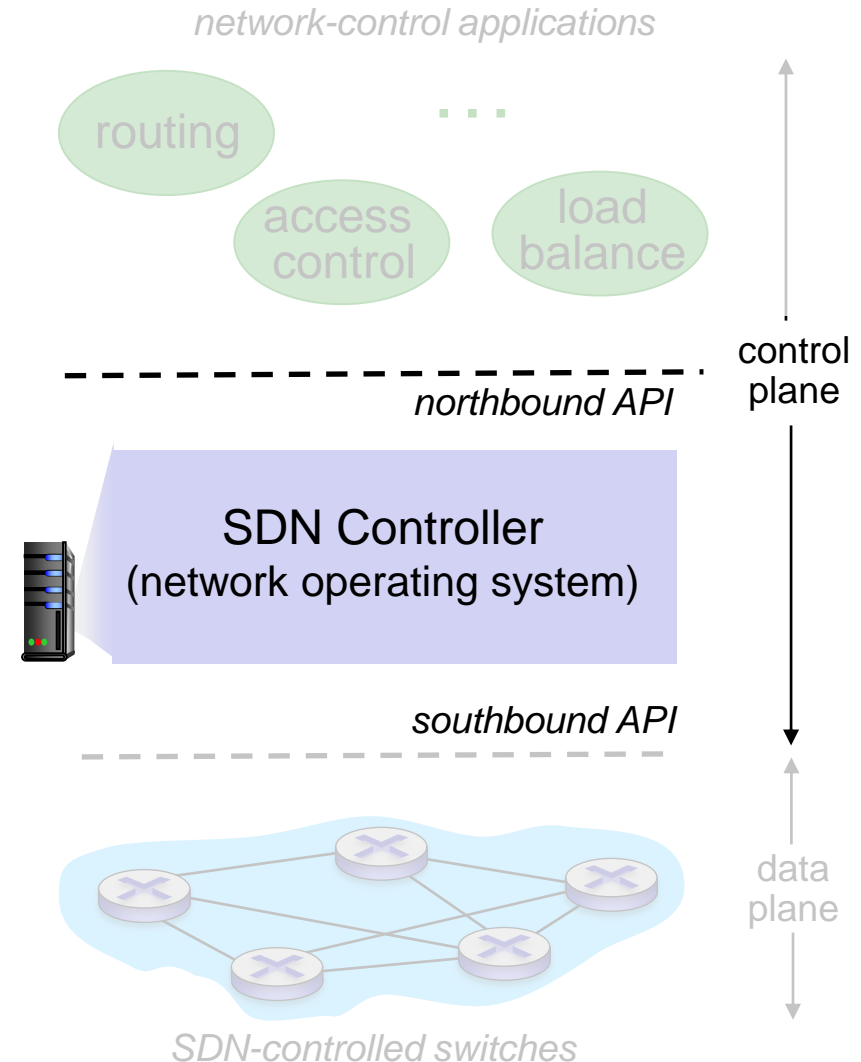 network-control applications
routing
. . .
access
control
load
balance
control
plane
northbound API
SDN Controller
(network operating system)
southbound API
data
plane
SDN-controlled switches